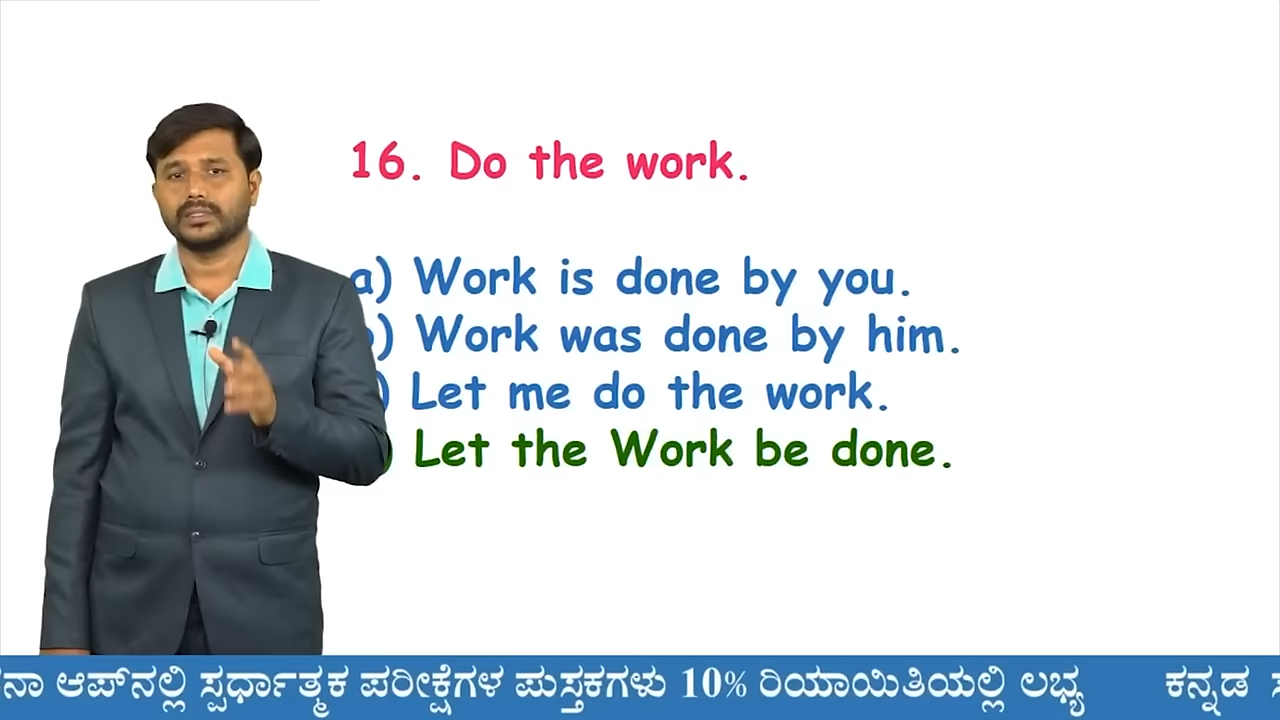 16. Do the work.
a) Work is done by you.
) Work was done by him.
) Let me do the work.
) Let the Work be done.
ಆಪ್‌ನಲ್ಲಿ ಸ್ಪರ್ಧಾತ್ಮಕ ಪರೀಕ್ಷೆಗಳ ಪುಸ್ತಕಗಳು 10% ರಿಯಾಯಿತಿಯಲ್ಲಿ ಲಭ್ಯ ಕನ್ನಡ